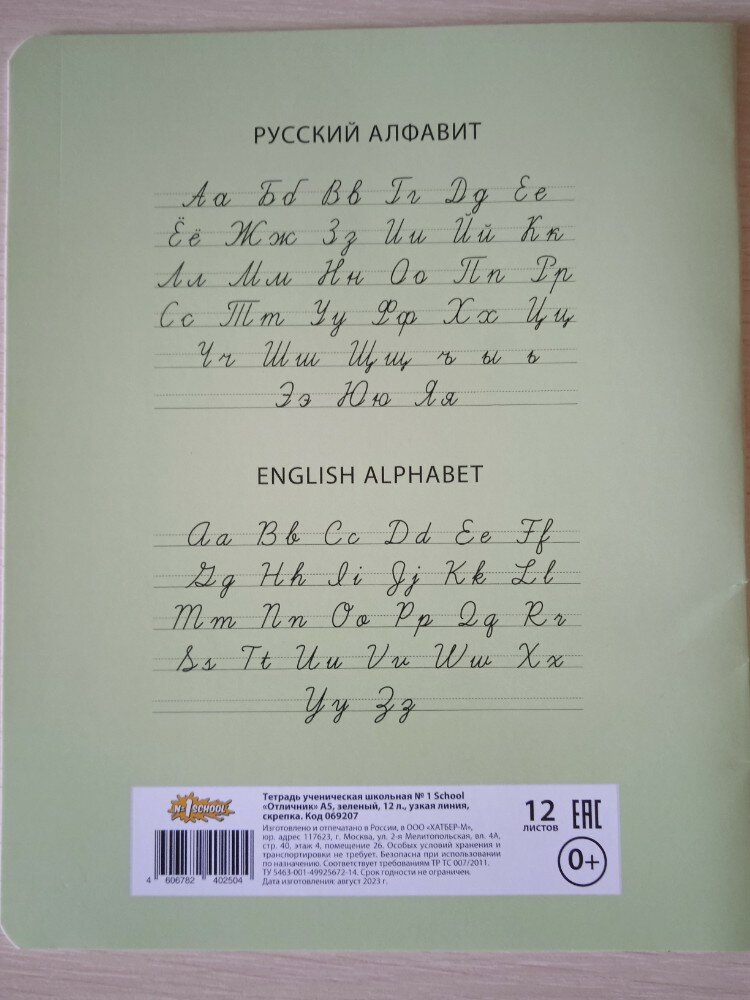 РУССКИЙ АЛФАВИТ
Аа Бб Вв Гг Дд Ее
Ёё Жж Зз Ии Йй Кк
Лл Мм Нн Оо Пп Рр
Сс Тт Уу Фф Хх Цц
Чч Шш Щщ ъ ы ь
Ээ Юю Яя
ENGLISH ALPHABET
Aa Bb Cc Dd Ee Ff
Gg Hh Ii Jj Kk Ll
Mm Nn Oo Pp Qq Rr
Ss Tt Uu Vv Ww Xx
Yy Zz
№1 SCHOOL
Тетрадь ученическая школьная № 1 School
«Отличник» А5, зеленый, 12 л., узкая линия,
скрепка. Код 069207
Изготовлено и отпечатано в России, в ООО «ХАТБЕР-М»,
юр. адрес 117623, г. Москва, ул. 2-я Мелитопольская, вл. 4А,
стр. 40, этаж 4, помещение 26. Особых условий хранения и
транспортировки не требует. Безопасна при использовании
по назначению. Соответствует требованиям ТР ТС 007/2011.
ТУ 5463-001-49925672-14. Срок годности не ограничен.
Дата изготовления: август 2023 г.
4 606782 402504
12
ЛИСТОВ
EAC
0+